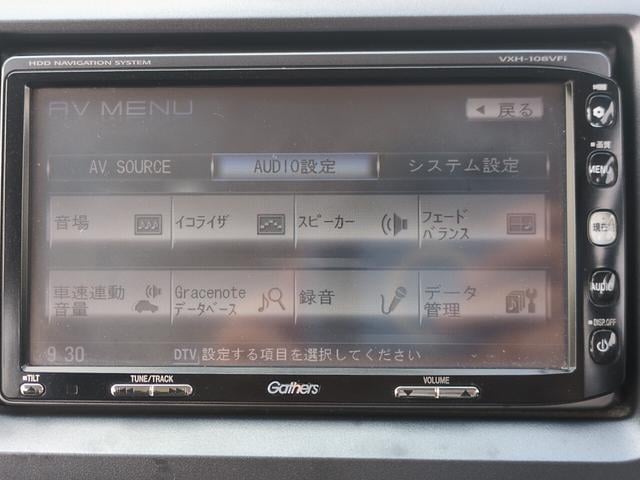 HDD NAVIGATION SYSTEM
VXH-106VFi
AV MENU
戻る
AV SOURCE
AUDIO設定
システム設定
音場
イコライザ
スピーカー
フェード
バランス
車速連動
音量
Gracenote
データベース
録音
データ
管理
9 30
DTV,設定する項目を選択してください
画質
MENU
現在
AUDIO
DISP.OFF
TILT
TUNE/TRACK
Gathers
VOLUME